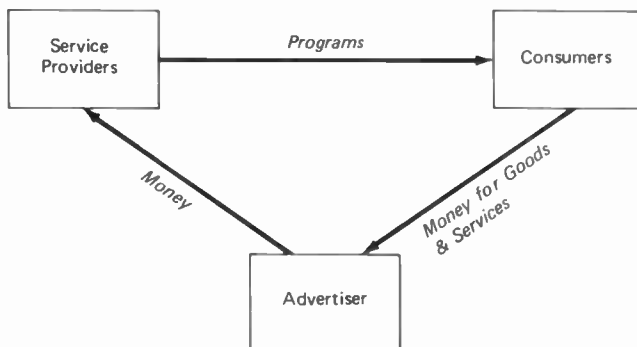 Service
Providers
Programs
Consumers
Money
Money for Goods
& Services
Advertiser